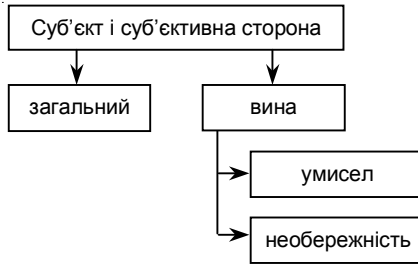 Суб’єкт і суб’єктивна сторона
загальний
вина
умисел
необережність